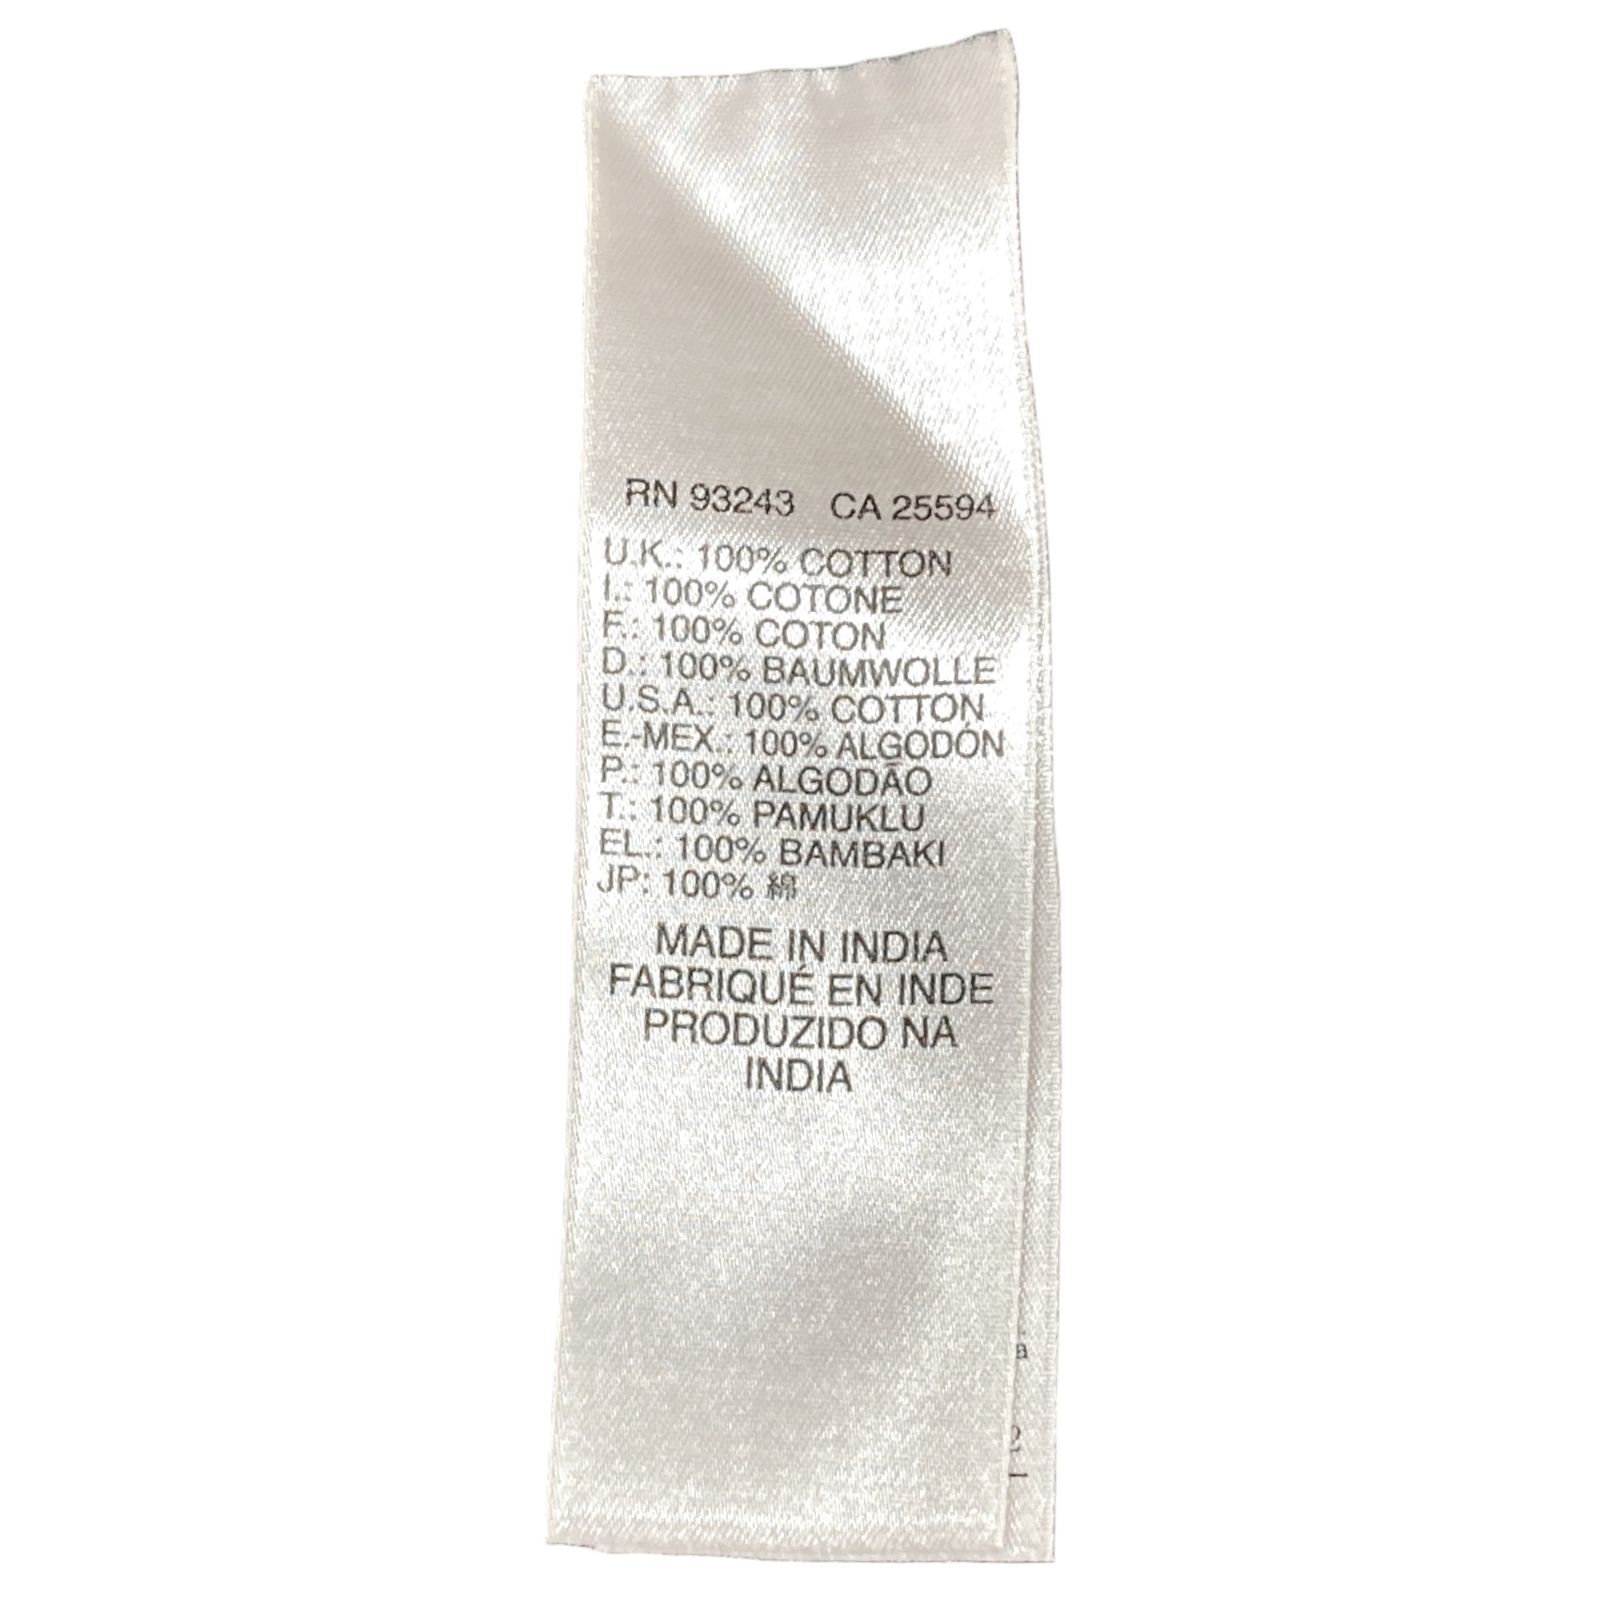 RN 93243 CA 25594
U.K.: 100% COTTON
I.: 100% COTONE
F.: 100% COTON
D.: 100% BAUMWOLLE
U.S.A.: 100% COTTON
E.-MEX.: 100% ALGODÓN
P.: 100% ALGODÃO
T.: 100% PAMUKLU
EL.: 100% BAMBAKI
JP: 100% 綿
MADE IN INDIA
FABRIQUÉ EN INDE
PRODUZIDO NA
INDIA
a
2